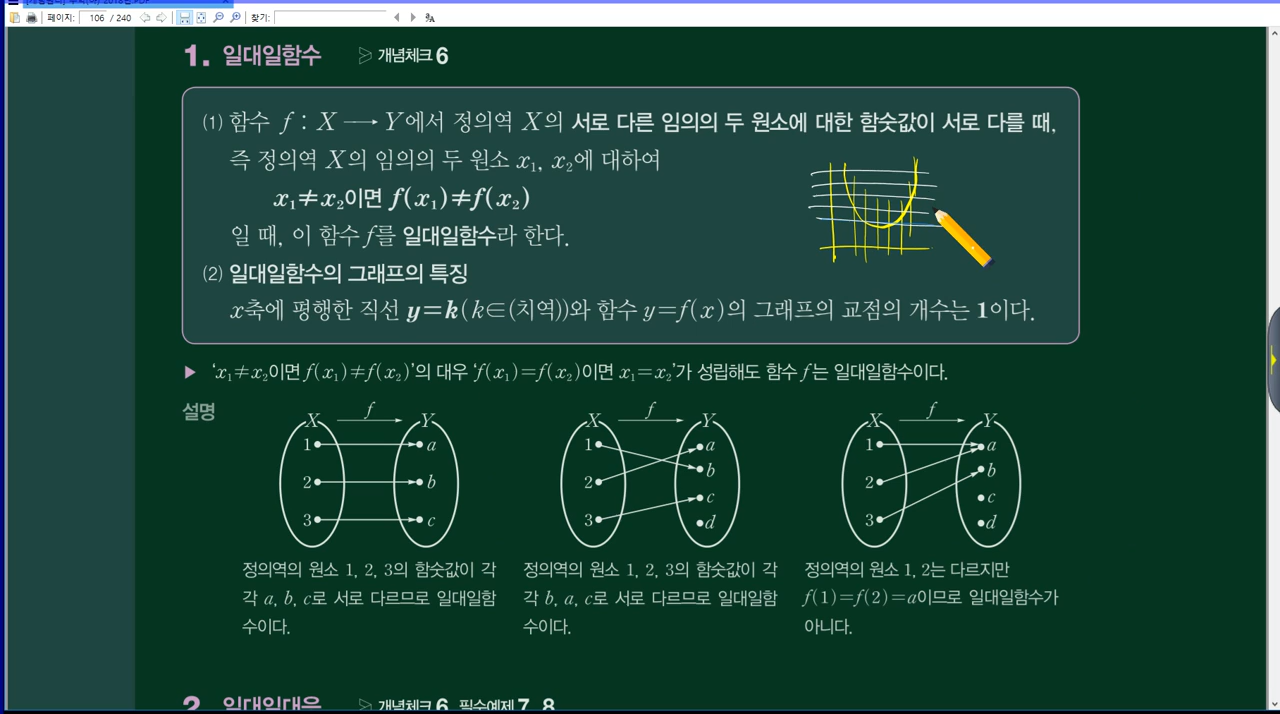 페이지: 106 / 240 찾기:
1. 일대일함수 개념체크 6
(1) 함수 f : X → Y에서 정의역 X의 서로 다른 임의의 두 원소에 대한 함숫값이 서로 다를 때,
즉 정의역 X의 임의의 두 원소 x₁, x₂에 대하여
x₁≠x₂이면 f(x₁)≠f(x₂)
일 때, 이 함수 f를 일대일함수라 한다.
(2) 일대일함수의 그래프의 특징
x축에 평행한 직선 y=k(k∈(치역))와 함수 y=f(x)의 그래프의 교점의 개수는 1이다.
▶ ‘x₁≠x₂이면 f(x₁)≠f(x₂)’의 대우 ‘f(x₁)=f(x₂)이면 x₁=x₂’가 성립해도 함수 f는 일대일함수이다.
설명
X f Y
1 a
2 b
3 c
정의역의 원소 1, 2, 3의 함숫값이 각
각 a, b, c로 서로 다르므로 일대일함
수이다.
X f Y
1 a
b
2
c
3 d
정의역의 원소 1, 2, 3의 함숫값이 각
각 b, a, c로 서로 다르므로 일대일함
수이다.
X f Y
1 a
b
2
c
3 d
정의역의 원소 1, 2는 다르지만
f(1)=f(2)=a이므로 일대일함수가
아니다.
2. 일대일대응 개념체크 6, 필수예제 7, 8